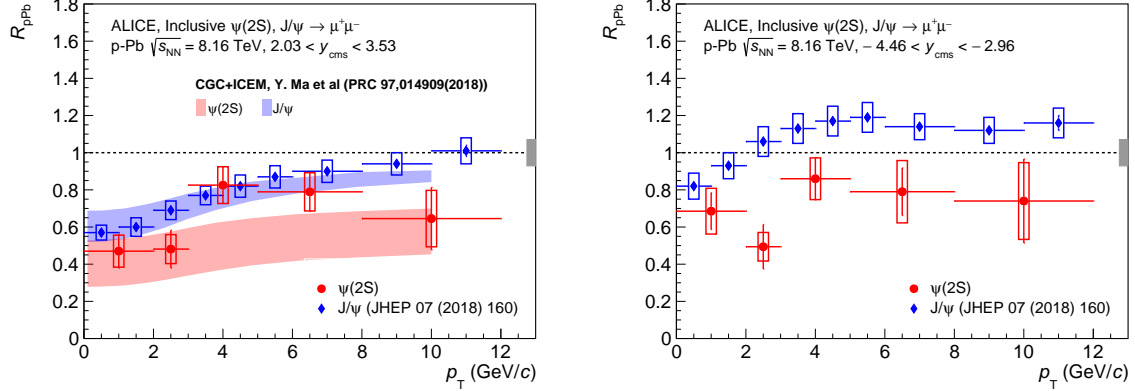 R_pPb
1.8
1.6
1.4
1.2
1
0.8
0.6
0.4
0.2
0
ALICE, Inclusive ψ(2S), J/ψ → μ⁺μ⁻
p-Pb √s_NN = 8.16 TeV, 2.03 < y_cms < 3.53
CGC+ICEM, Y. Ma et al (PRC 97,014909(2018))
ψ(2S) J/ψ
ψ(2S)
J/ψ (JHEP 07 (2018) 160)
0 2 4 6 8 10 12
p_T (GeV/c)
R_pPb
1.8
1.6
1.4
1.2
1
0.8
0.6
0.4
0.2
0
ALICE, Inclusive ψ(2S), J/ψ → μ⁺μ⁻
p-Pb √s_NN = 8.16 TeV, − 4.46 < y_cms < − 2.96
ψ(2S)
J/ψ (JHEP 07 (2018) 160)
0 2 4 6 8 10 12
p_T (GeV/c)